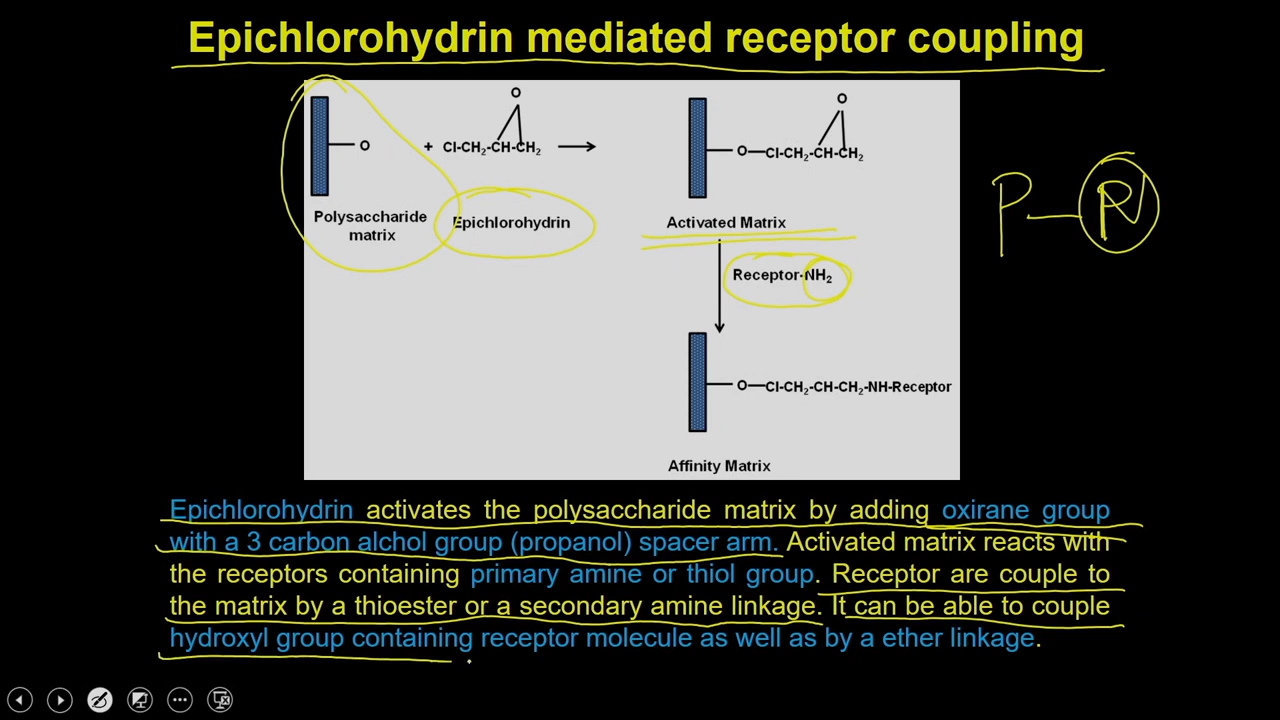 Epichlorohydrin mediated receptor coupling
O
O
O
+ Cl-CH₂-CH-CH₂
O—Cl-CH₂-CH-CH₂
Polysaccharide
matrix
Epichlorohydrin
Activated Matrix
P-R
Receptor-NH₂
O—Cl-CH₂-CH-CH₂-NH-Receptor
Affinity Matrix
Epichlorohydrin activates the polysaccharide matrix by adding oxirane group
with a 3 carbon alchol group (propanol) spacer arm. Activated matrix reacts with
the receptors containing primary amine or thiol group. Receptor are couple to
the matrix by a thioester or a secondary amine linkage. It can be able to couple
hydroxyl group containing receptor molecule as well as by a ether linkage.